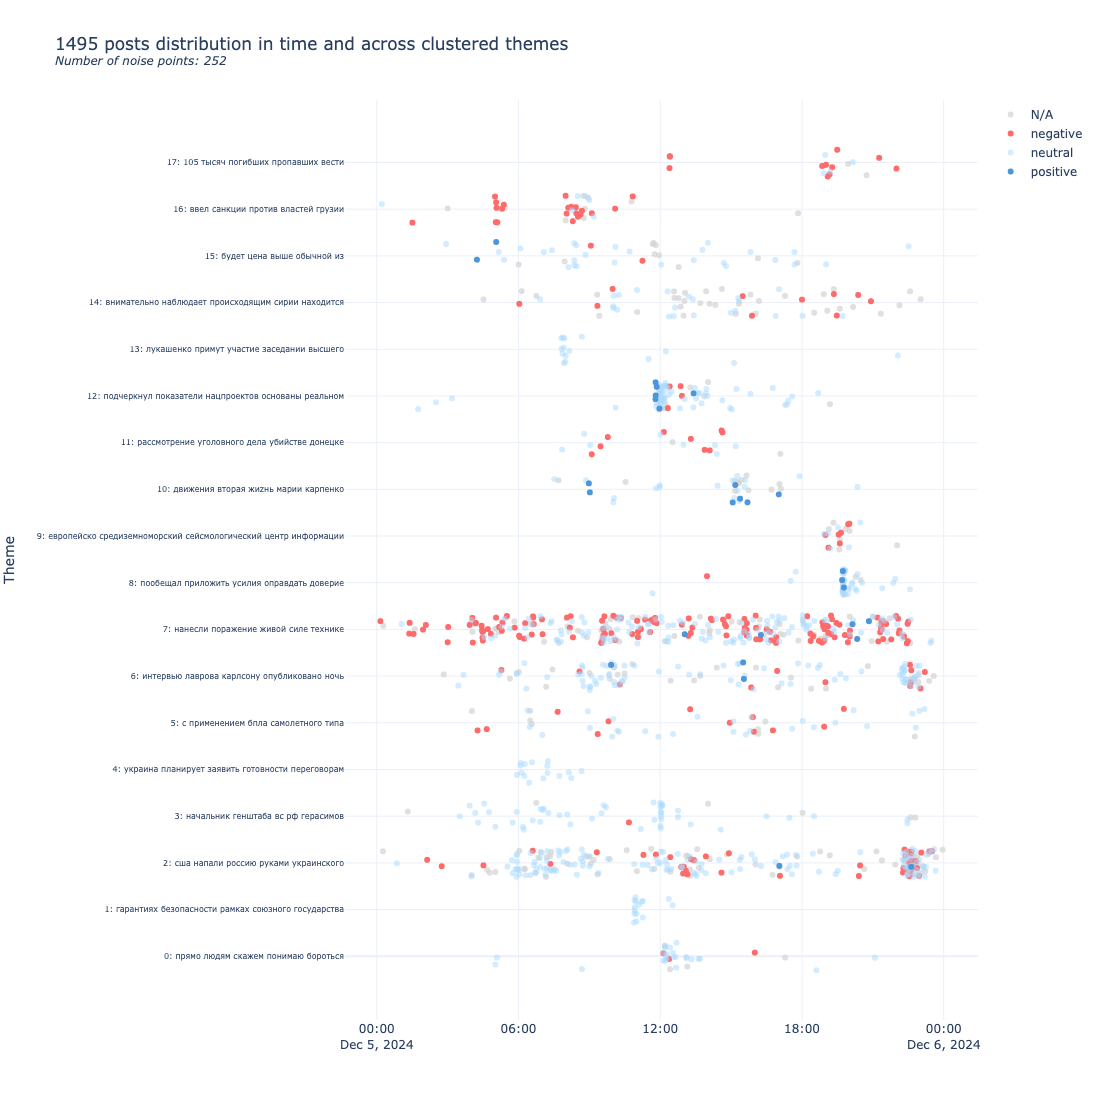 1495 posts distribution in time and across clustered themes
Number of noise points: 252
N/A
negative
neutral
positive
Theme
17: 105 тысяч погибших пропавших вести
16: ввел санкции против властей грузии
15: будет цена выше обычной из
14: внимательно наблюдает происходящим сирии находится
13: лукашенко примут участие заседании высшего
12: подчеркнул показатели нацпроектов основаны реальном
11: рассмотрение уголовного дела убийстве донецке
10: движения вторая жиzнь марии карпенко
9: европейско средиземноморский сейсмологический центр информации
8: пообещал приложить усилия оправдать доверие
7: нанесли поражение живой силе технике
6: интервью лаврова карлсону опубликовано ночь
5: с применением бпла самолетного типа
4: украина планирует заявить готовности переговорам
3: начальник генштаба вс рф герасимов
2: сша напали россию руками украинского
1: гарантиях безопасности рамках союзного государства
0: прямо людям скажем понимаю бороться
00:00 06:00 12:00 18:00 00:00
Dec 5, 2024 Dec 6, 2024